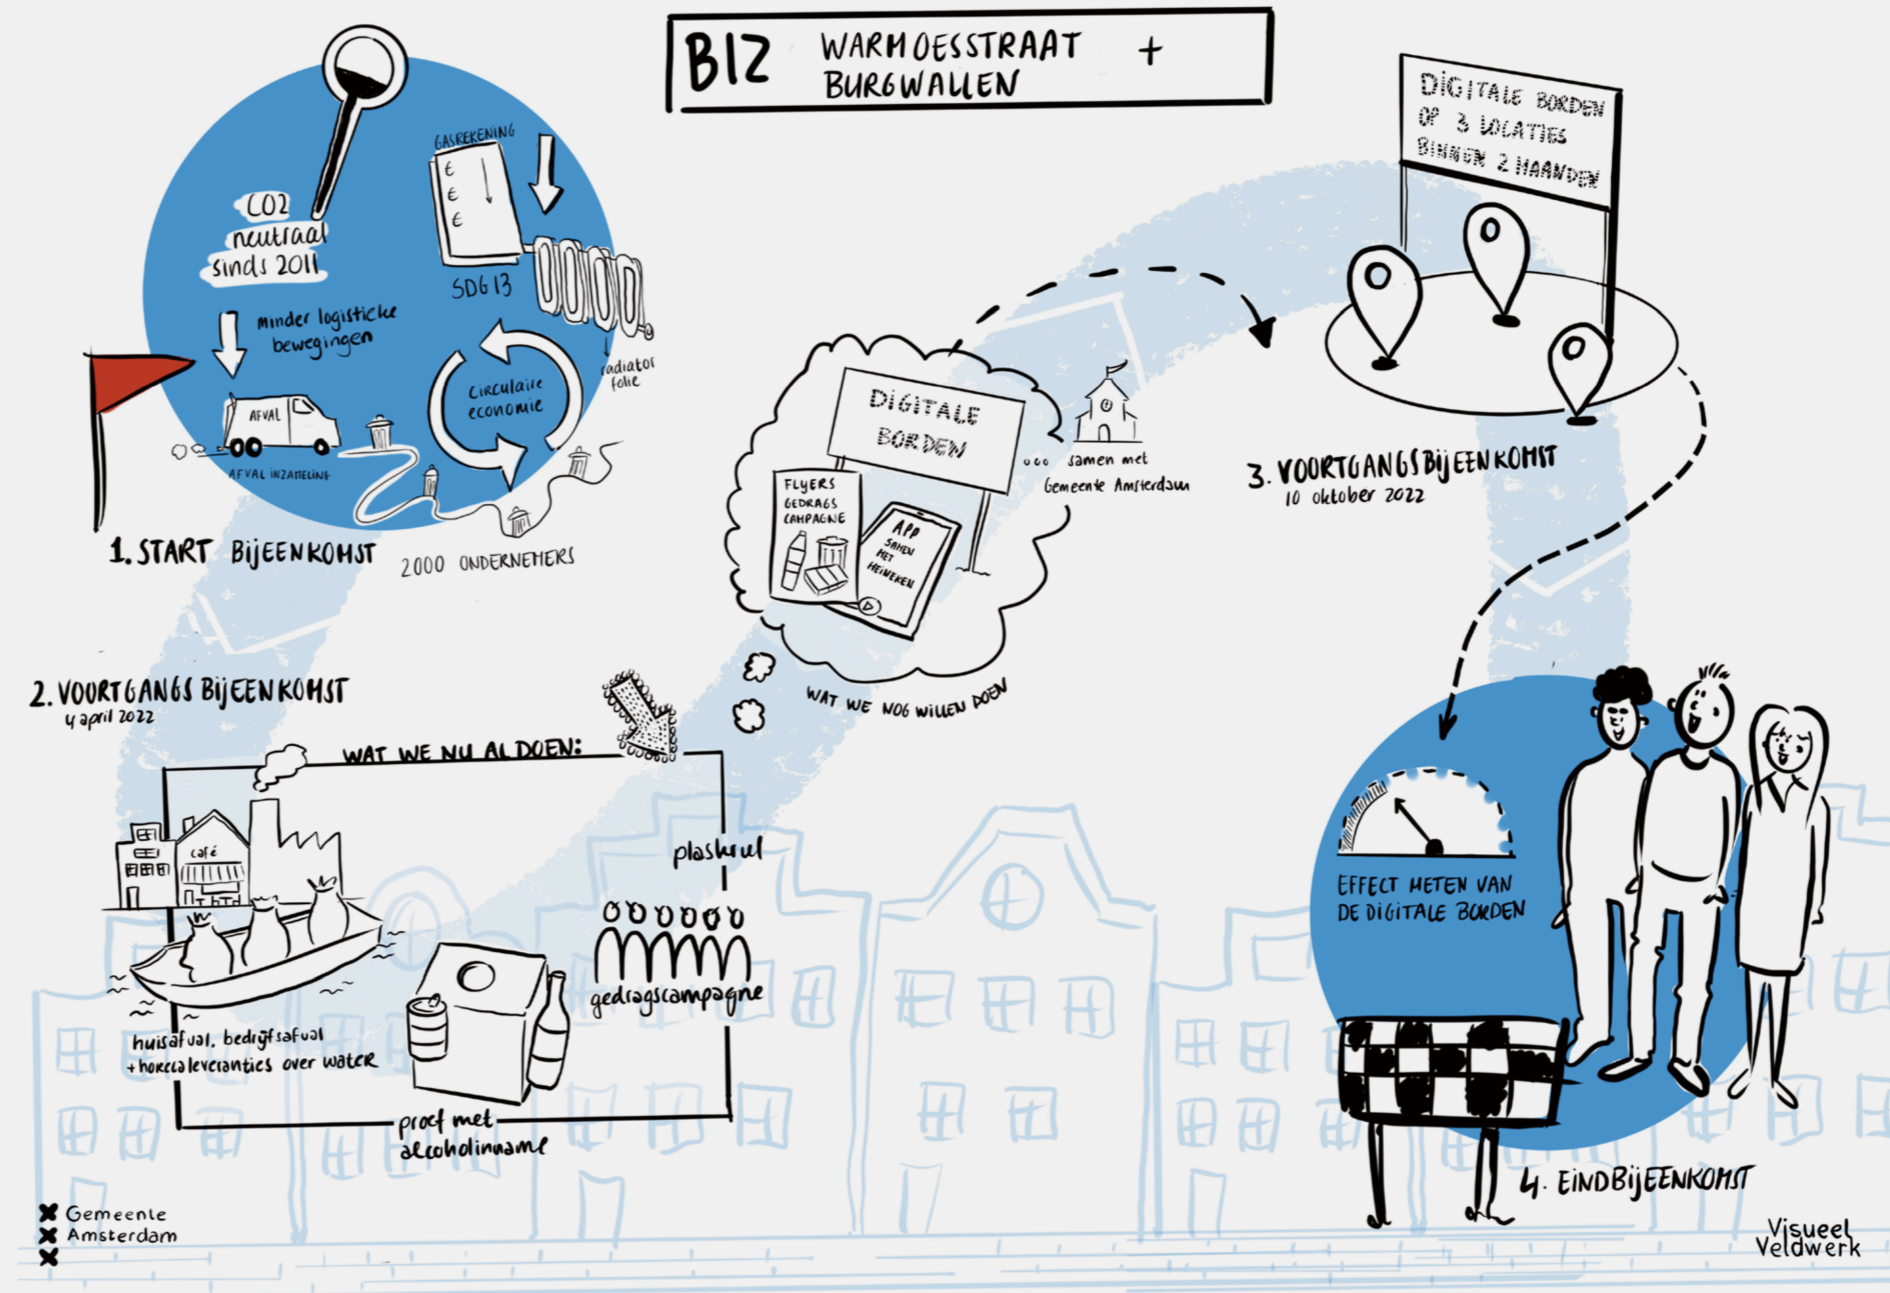 BIZ WARMOESSTRAAT +
BURGWALLEN
CO2
neutraal
sinds 2011
GASREKENING
€
€
€
SDG 13
radiator
folie
Minder logisticke
bewegingen
AFVAL
AFVAL INZAMELING
Circulaire
economie
1. START BIJEENKOMST
2000 ONDERNEMERS
2. VOORTGANGSBIJEENKOMST
4 april 2022
WAT WE NU AL DOEN:
café
huisafval, bedrijfsafval
+ horecaleveranties over water
proef met
alcoholinname
plaskrul
gedragscampagne
DIGITALE
BORDEN
FLYERS
GEDRAGS
CAMPAGNE
APP
SAMEN
MET
HEINEKEN
... samen met
Gemeente Amsterdam
WAT WE NOG WILLEN DOEN
DIGITALE BORDEN
OP 3 LOCATIES
BINNEN 2 MAANDEN
3. VOORTGANGSBIJEENKOMST
10 oktober 2022
EFFECT METEN VAN
DE DIGITALE BORDEN
4. EINDBIJEENKOMST
Gemeente
Amsterdam
Visueel
Veldwerk